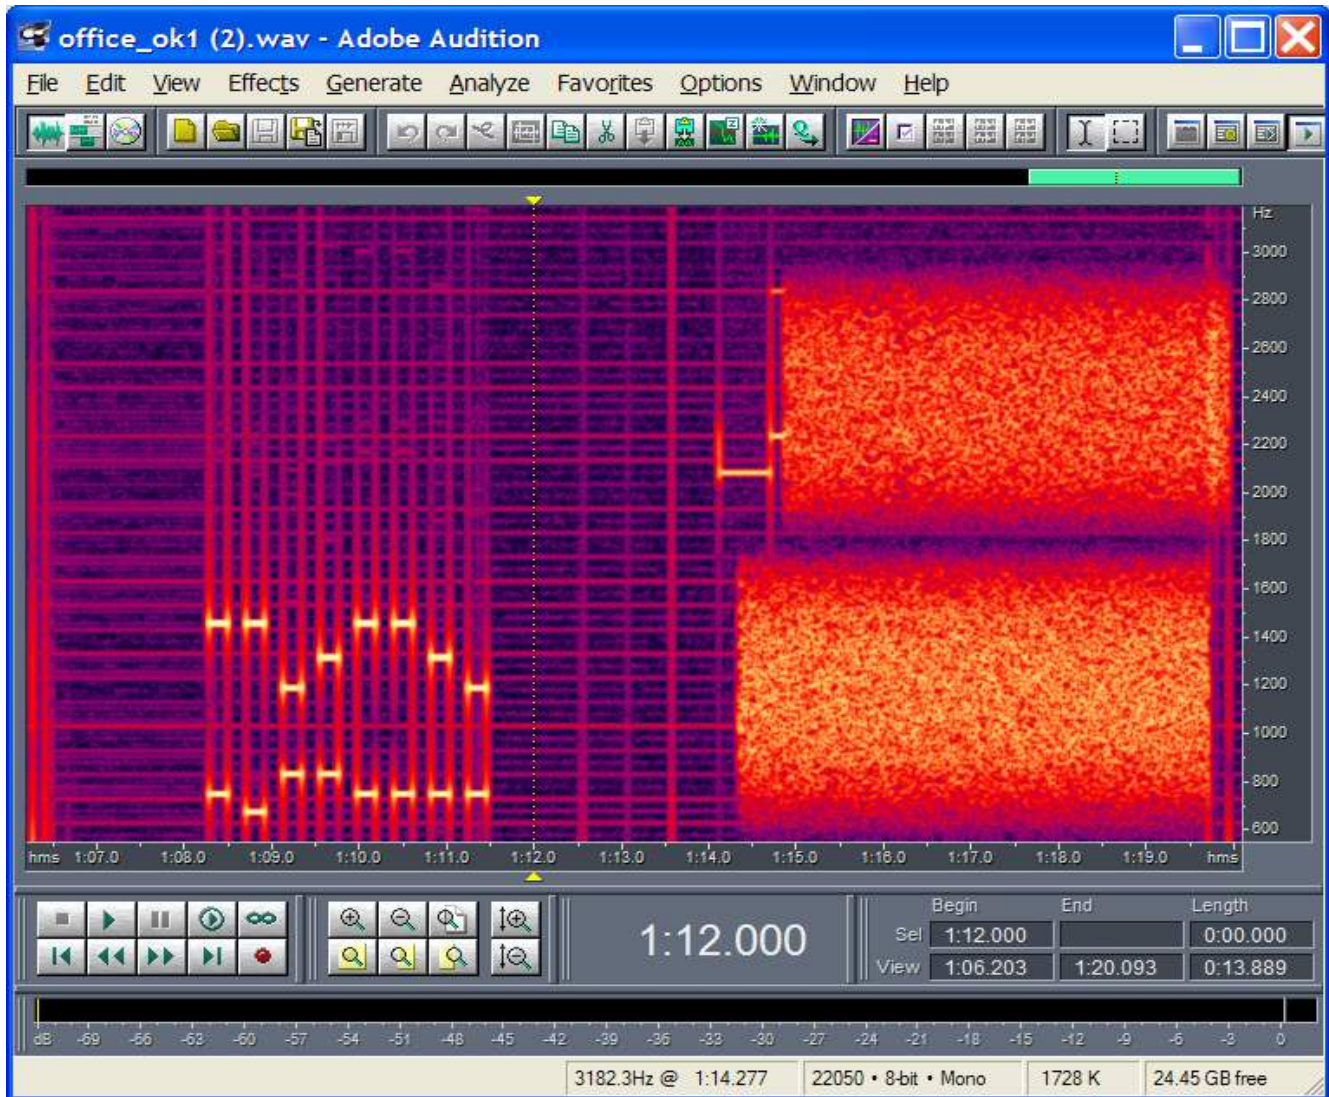 office_ok1 (2).wav - Adobe Audition
File Edit View Effects Generate Analyze Favorites Options Window Help
Hz
3000
2800
2600
2400
2200
2000
1800
1600
1400
1200
1000
800
600
hms 1:07.0 1:08.0 1:09.0 1:10.0 1:11.0 1:12.0 1:13.0 1:14.0 1:15.0 1:16.0 1:17.0 1:18.0 1:19.0 hms
1:12.000
Begin End Length
Sel 1:12.000 0:00.000
View 1:06.203 1:20.093 0:13.889
dB -69 -66 -63 -60 -57 -54 -51 -48 -45 -42 -39 -36 -33 -30 -27 -24 -21 -18 -15 -12 -9 -6 -3 0
3182.3Hz @ 1:14.277 22050 • 8-bit • Mono 1728 K 24.45 GB free